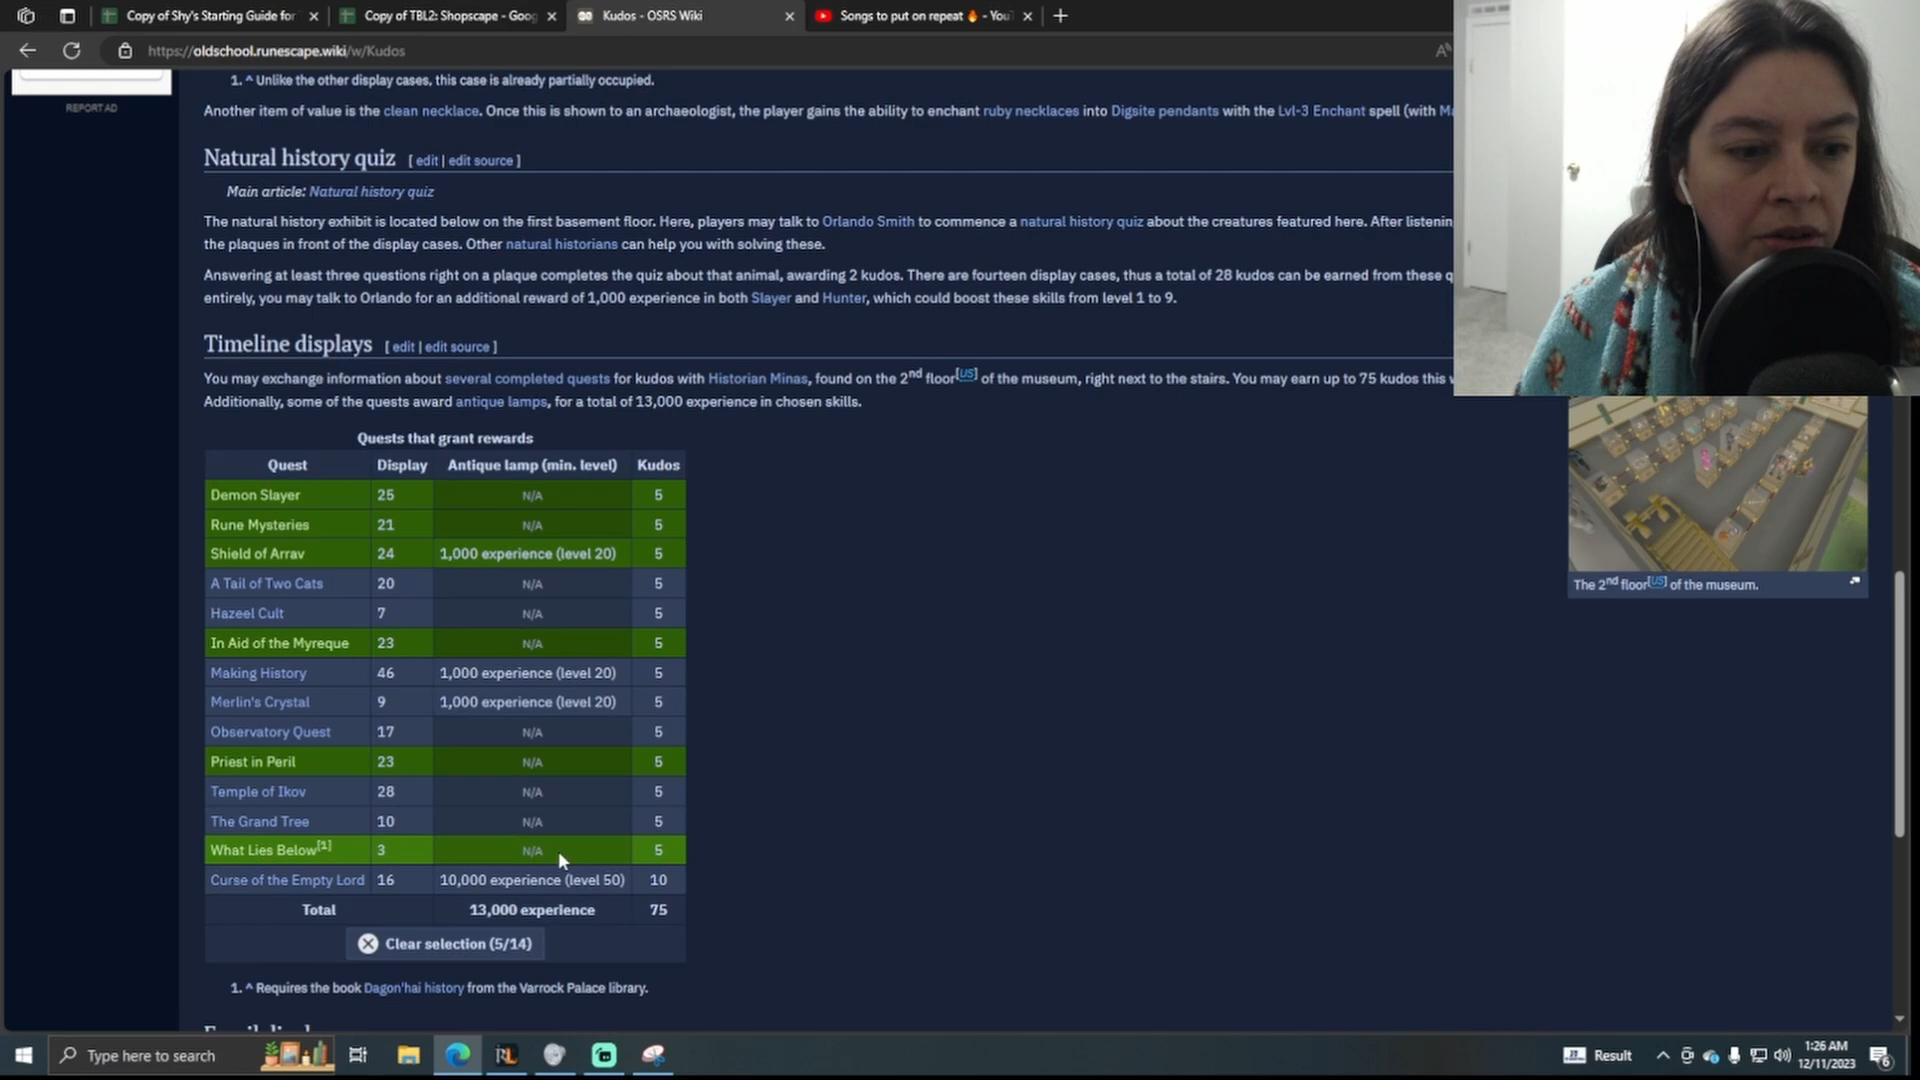 Copy of Shy's Starting Guide for
Copy of TBL2: Shopscape - Goog
Kudos - OSRS Wiki
Songs to put on repeat 🔥 - You
https://oldschool.runescape.wiki/w/Kudos
REPORT AD
1. ^ Unlike the other display cases, this case is already partially occupied.
Another item of value is the clean necklace. Once this is shown to an archaeologist, the player gains the ability to enchant ruby necklaces into Digsite pendants with the Lvl-3 Enchant spell (with
Natural history quiz [ edit | edit source ]
Main article: Natural history quiz
The natural history exhibit is located below on the first basement floor. Here, players may talk to Orlando Smith to commence a natural history quiz about the creatures featured here. After listening
the plaques in front of the display cases. Other natural historians can help you with solving these.
Answering at least three questions right on a plaque completes the quiz about that animal, awarding 2 kudos. There are fourteen display cases, thus a total of 28 kudos can be earned from these q
entirely, you may talk to Orlando for an additional reward of 1,000 experience in both Slayer and Hunter, which could boost these skills from level 1 to 9.
Timeline displays [ edit | edit source ]
You may exchange information about several completed quests for kudos with Historian Minas, found on the 2nd floor[US] of the museum, right next to the stairs. You may earn up to 75 kudos this
Additionally, some of the quests award antique lamps, for a total of 13,000 experience in chosen skills.
The 2nd floor[US] of the museum.
Quests that grant rewards
Quest Display Antique lamp (min. level) Kudos
Demon Slayer 25 N/A 5
Rune Mysteries 21 N/A 5
Shield of Arrav 24 1,000 experience (level 20) 5
A Tail of Two Cats 20 N/A 5
Hazeel Cult 7 N/A 5
In Aid of the Myreque 23 N/A 5
Making History 46 1,000 experience (level 20) 5
Merlin's Crystal 9 1,000 experience (level 20) 5
Observatory Quest 17 N/A 5
Priest in Peril 23 N/A 5
Temple of Ikov 28 N/A 5
The Grand Tree 10 N/A 5
What Lies Below[1] 3 N/A 5
Curse of the Empty Lord 16 10,000 experience (level 50) 10
Total 13,000 experience 75
Clear selection (5/14)
1. ^ Requires the book Dagon'hai history from the Varrock Palace library.
Type here to search
Result
1:26 AM
12/11/2023
6